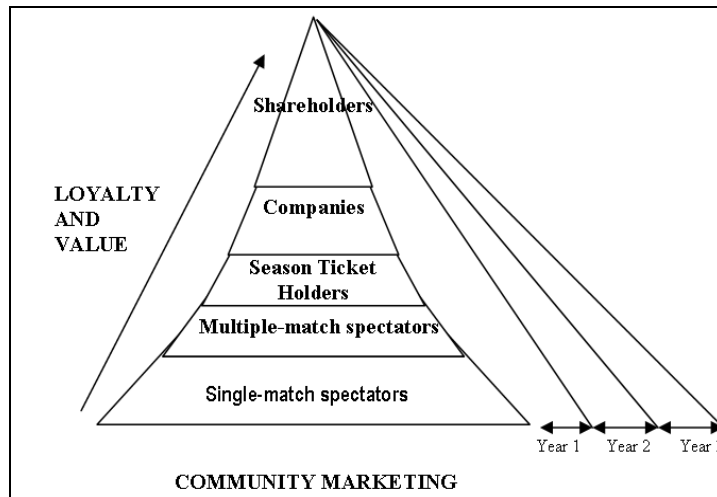 Shareholders
LOYALTY
AND
VALUE
Companies
Season Ticket
Holders
Multiple-match spectators
Single-match spectators
Year 1
Year 2
Year
COMMUNITY MARKETING